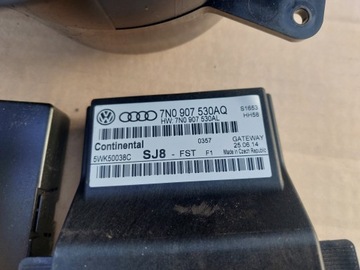 7N0 907 530AQ
HW: 7N0 907 530AL
S1653
HH58
Continental
0357
GATEWAY
5WK50038C
25.06.14
SJ8 - FST F1
Made in Czech Republic